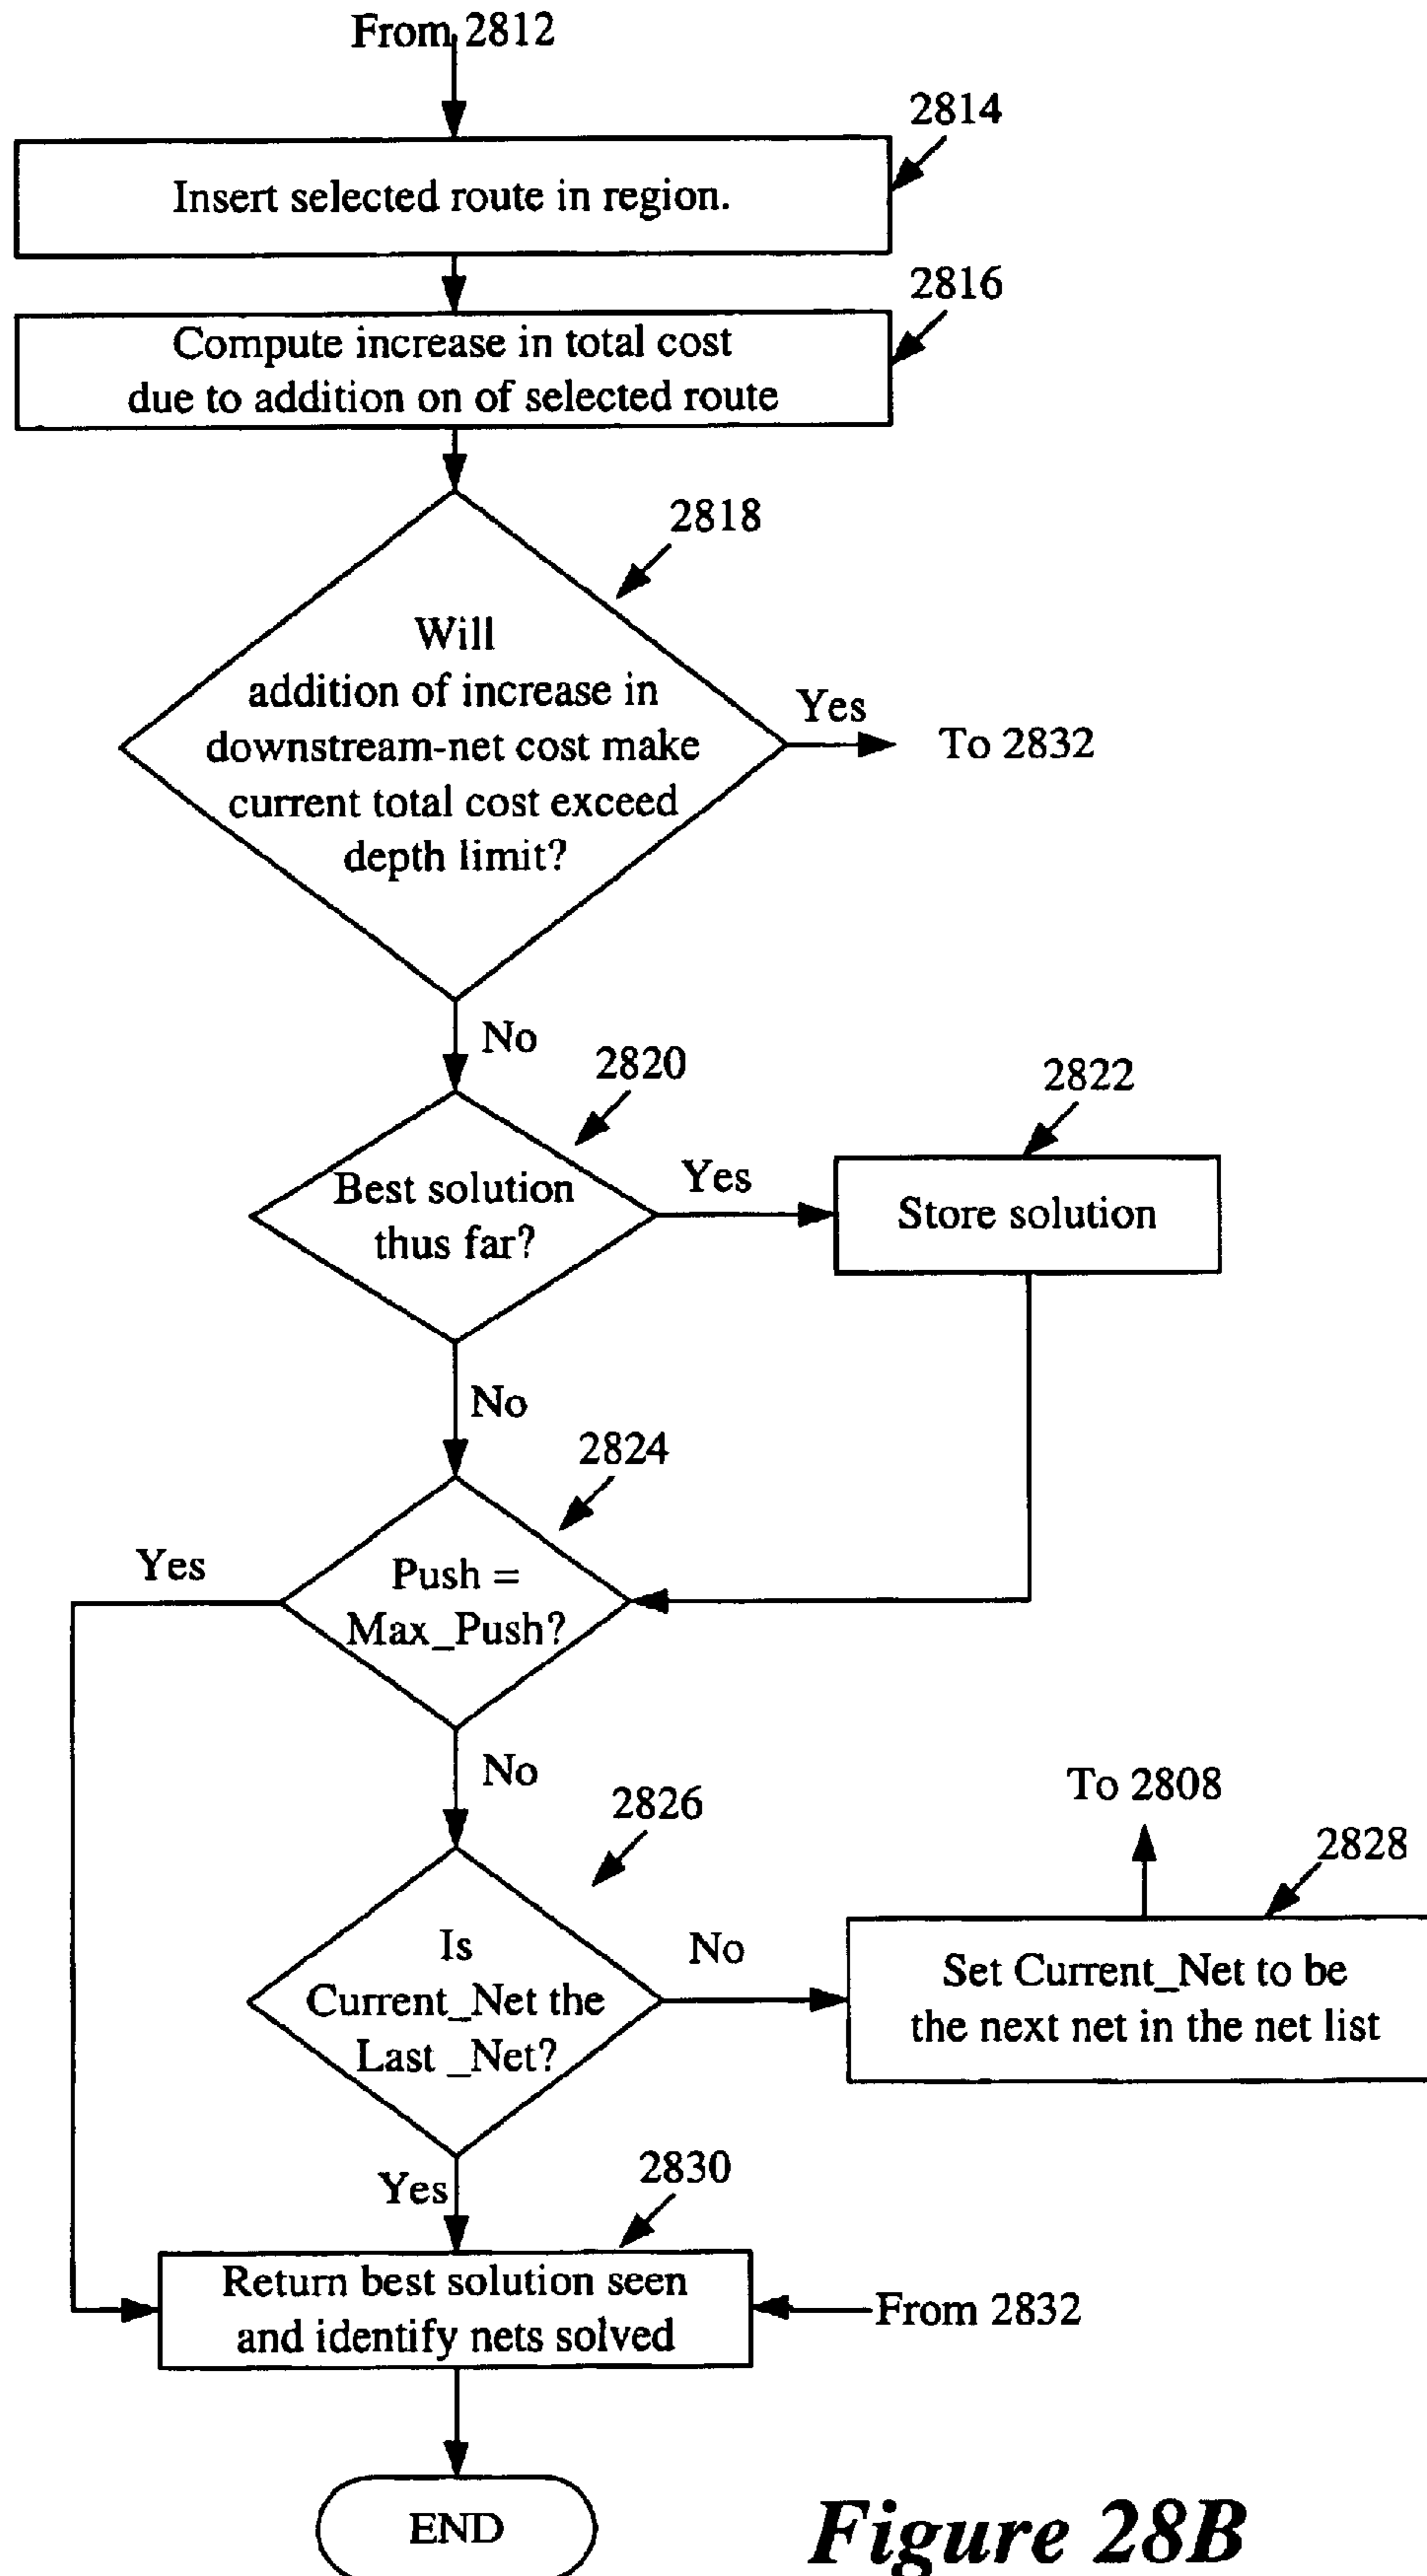 From 2812
2814
Insert selected route in region.
2816
Compute increase in total cost
due to addition on of selected route
2818
Will
addition of increase in
downstream-net cost make
current total cost exceed
depth limit?
Yes
To 2832
No
2820
2822
Best solution
thus far?
Yes
Store solution
No
2824
Yes
Push =
Max_Push?
No
To 2808
2826
2828
Is
Current_Net the
Last _Net?
No
Set Current_Net to be
the next net in the net list
Yes
2830
Return best solution seen
and identify nets solved
From 2832
END
Figure 28B